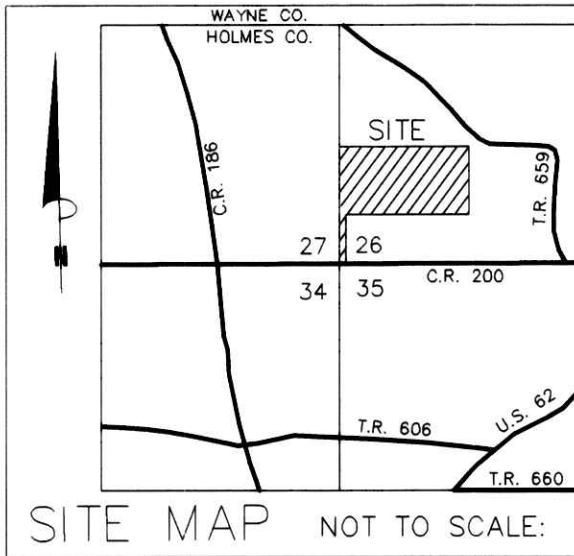 WAYNE CO.
HOLMES CO.
SITE
C.R. 186
T.R. 659
N
27 26
C.R. 200
34 35
U.S. 62
T.R. 606
T.R. 660
SITE MAP NOT TO SCALE: